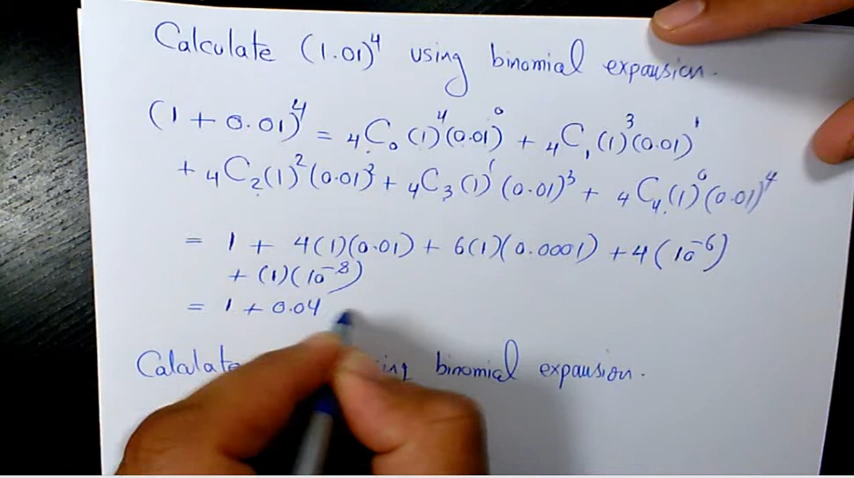 Calculate (1.01)⁴ using binomial expansion.
(1 + 0.01)⁴ = ₄C₀ (1)⁴ (0.01)⁰ + ₄C₁ (1)³ (0.01)¹
+ ₄C₂ (1)² (0.01)² + ₄C₃ (1)¹ (0.01)³ + ₄C₄ (1)⁰ (0.01)⁴
= 1 + 4(1)(0.01) + 6(1)(0.0001) + 4(10⁻⁶)
+ (1)(10⁻⁸)
= 1 + 0.04
Calalate binomial expansion.